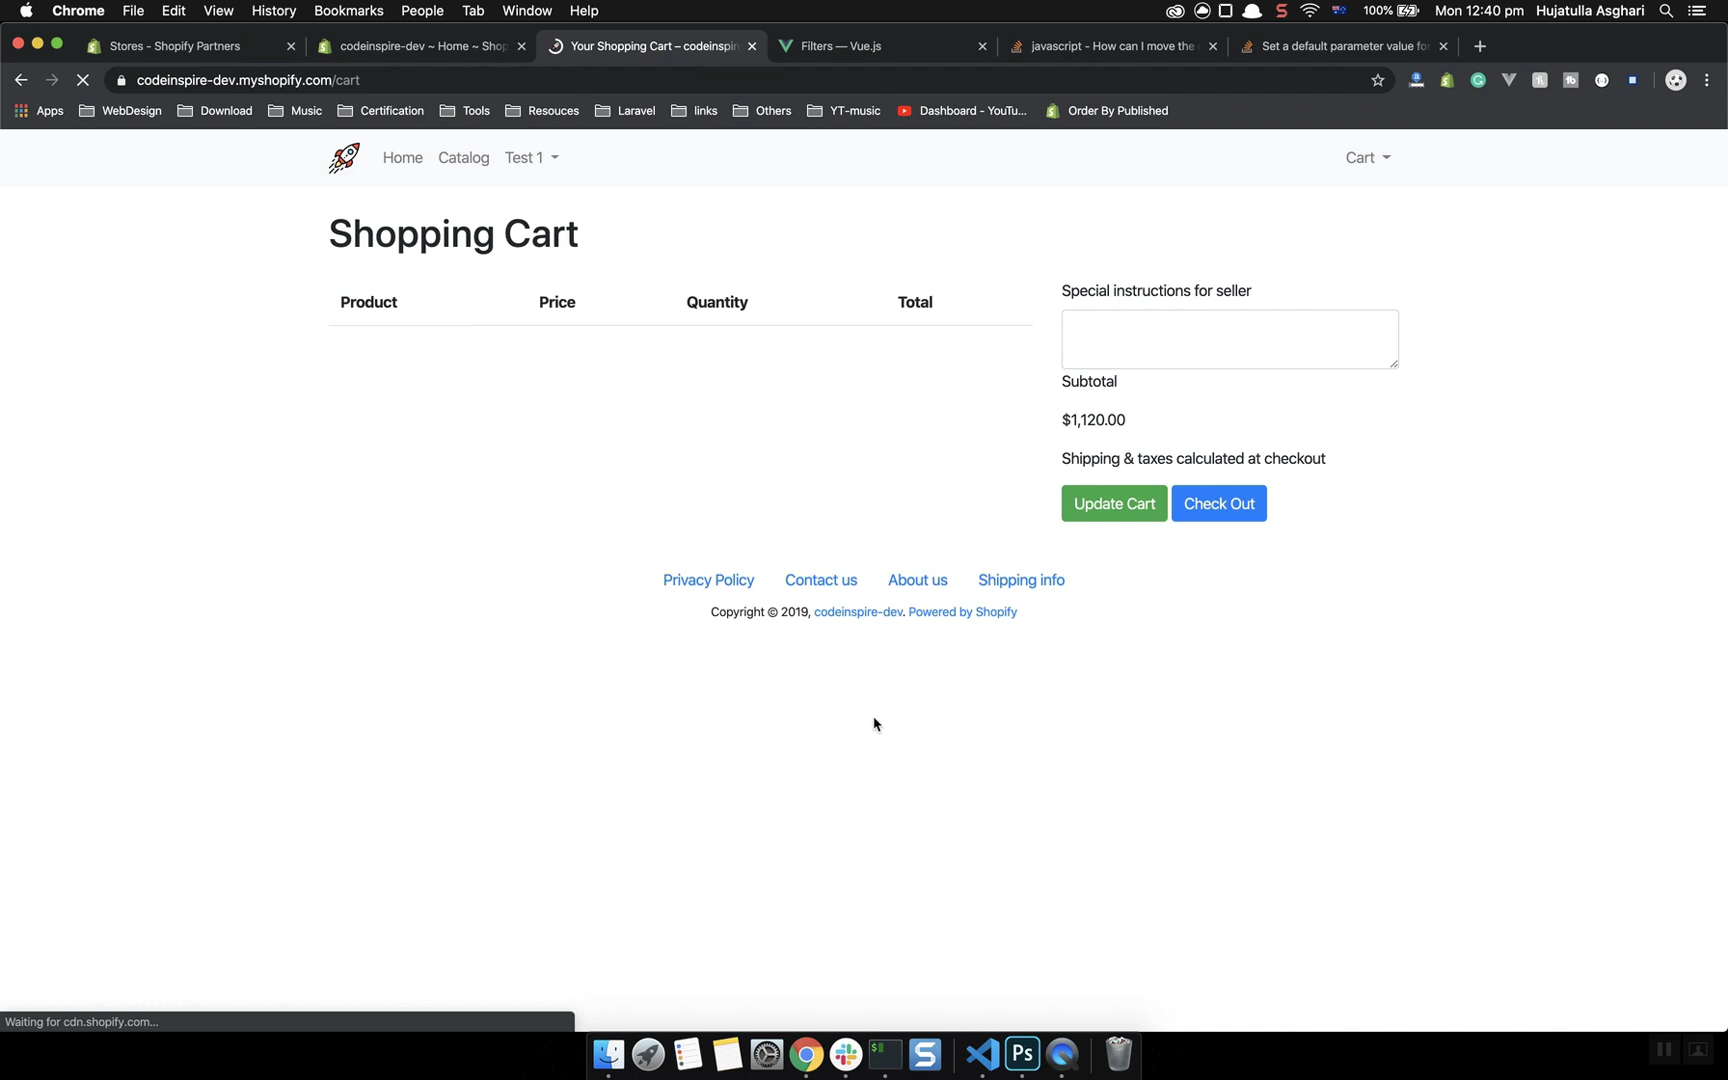 Chrome File Edit View History Bookmarks People Tab Window Help
100% Mon 12:40 pm Hujatulla Asghari
Stores - Shopify Partners
codeinspire-dev ~ Home ~ Shop
Your Shopping Cart – codeinspir
Filters — Vue.js
javascript - How can I move the
Set a default parameter value for
codeinspire-dev.myshopify.com/cart
Apps WebDesign Download Music Certification Tools Resouces Laravel links Others YT-music Dashboard - YouTu... Order By Published
Home Catalog Test 1 Cart
Shopping Cart
Product Price Quantity Total
Special instructions for seller
Subtotal
$1,120.00
Shipping & taxes calculated at checkout
Update Cart Check Out
Privacy Policy Contact us About us Shipping info
Copyright © 2019, codeinspire-dev. Powered by Shopify
Waiting for cdn.shopify.com...
$
S
Ps